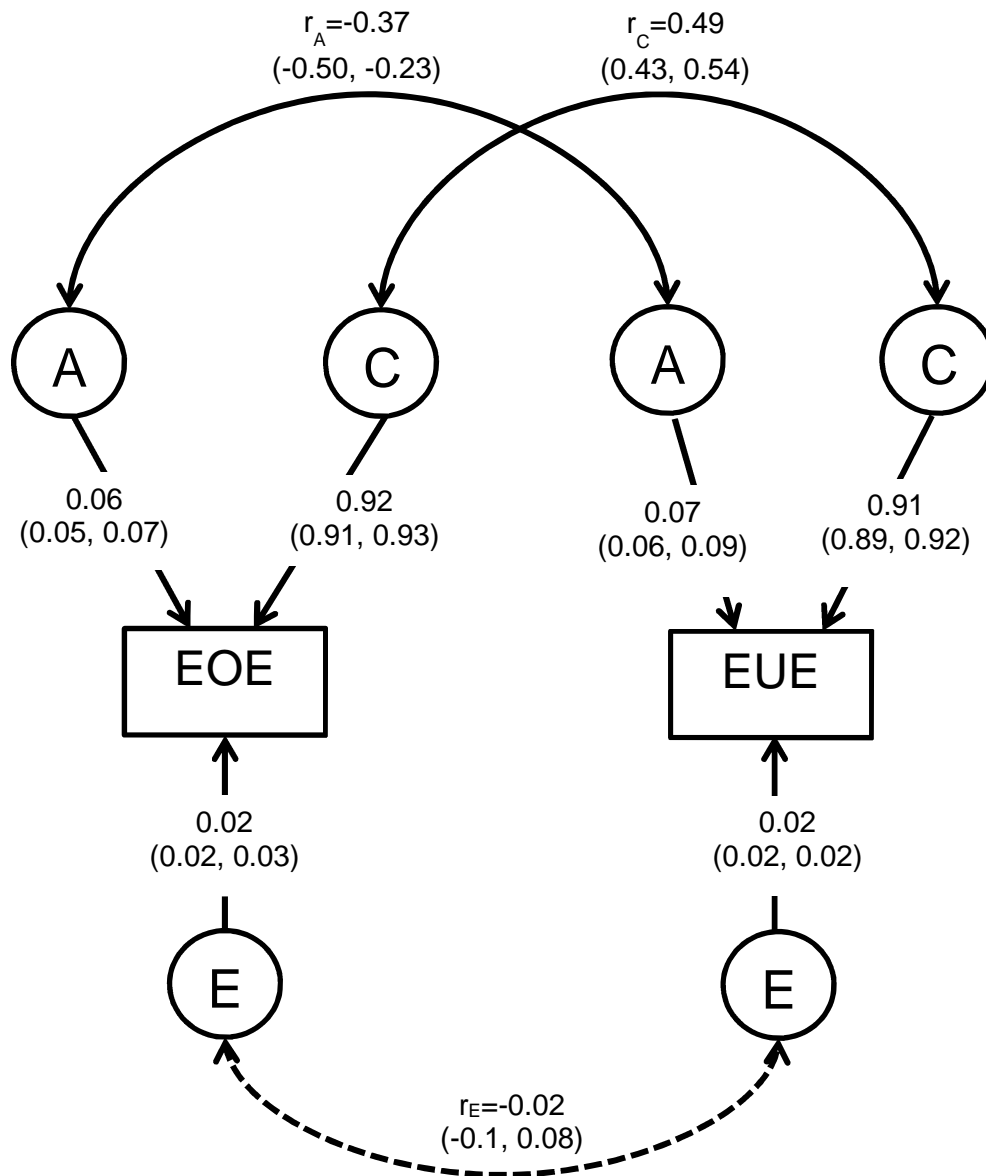 r_A=-0.37
(-0.50, -0.23)
r_C=0.49
(0.43, 0.54)
A
C
A
C
0.06
(0.05, 0.07)
0.92
(0.91, 0.93)
0.07
(0.06, 0.09)
0.91
(0.89, 0.92)
EOE
EUE
0.02
(0.02, 0.03)
0.02
(0.02, 0.02)
E
E
r_E=-0.02
(-0.1, 0.08)